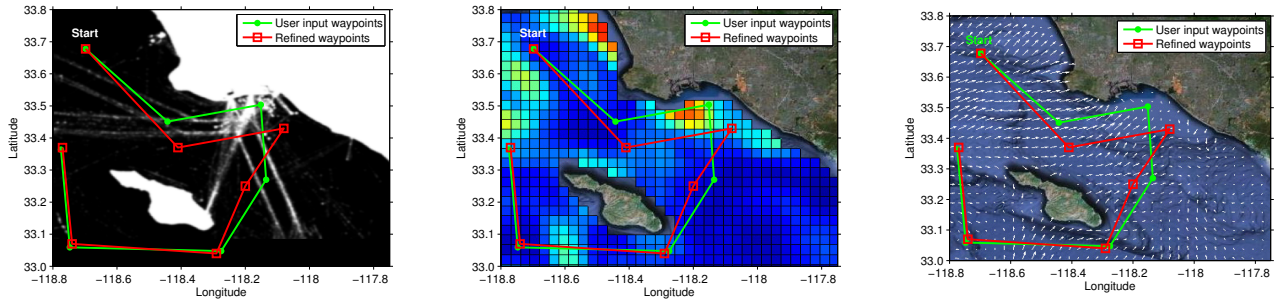 33.8
33.7
33.6
33.5
33.4
33.3
33.2
33.1
33.0
Latitude
Start
User input waypoints
Refined waypoints
−118.8 −118.6 −118.4 −118.2 −118 −117.8
Longitude
33.8
33.7
33.6
33.5
33.4
33.3
33.2
33.1
33.0
Latitude
Start
User input waypoints
Refined waypoints
−118.8 −118.6 −118.4 −118.2 −118 −117.8
Longitude
33.8
33.7
33.6
33.5
33.4
33.3
33.2
33.1
33.0
Latitude
Start
User input waypoints
Refined waypoints
−118.8 −118.6 −118.4 −118.2 −118 −117.8
Longitude